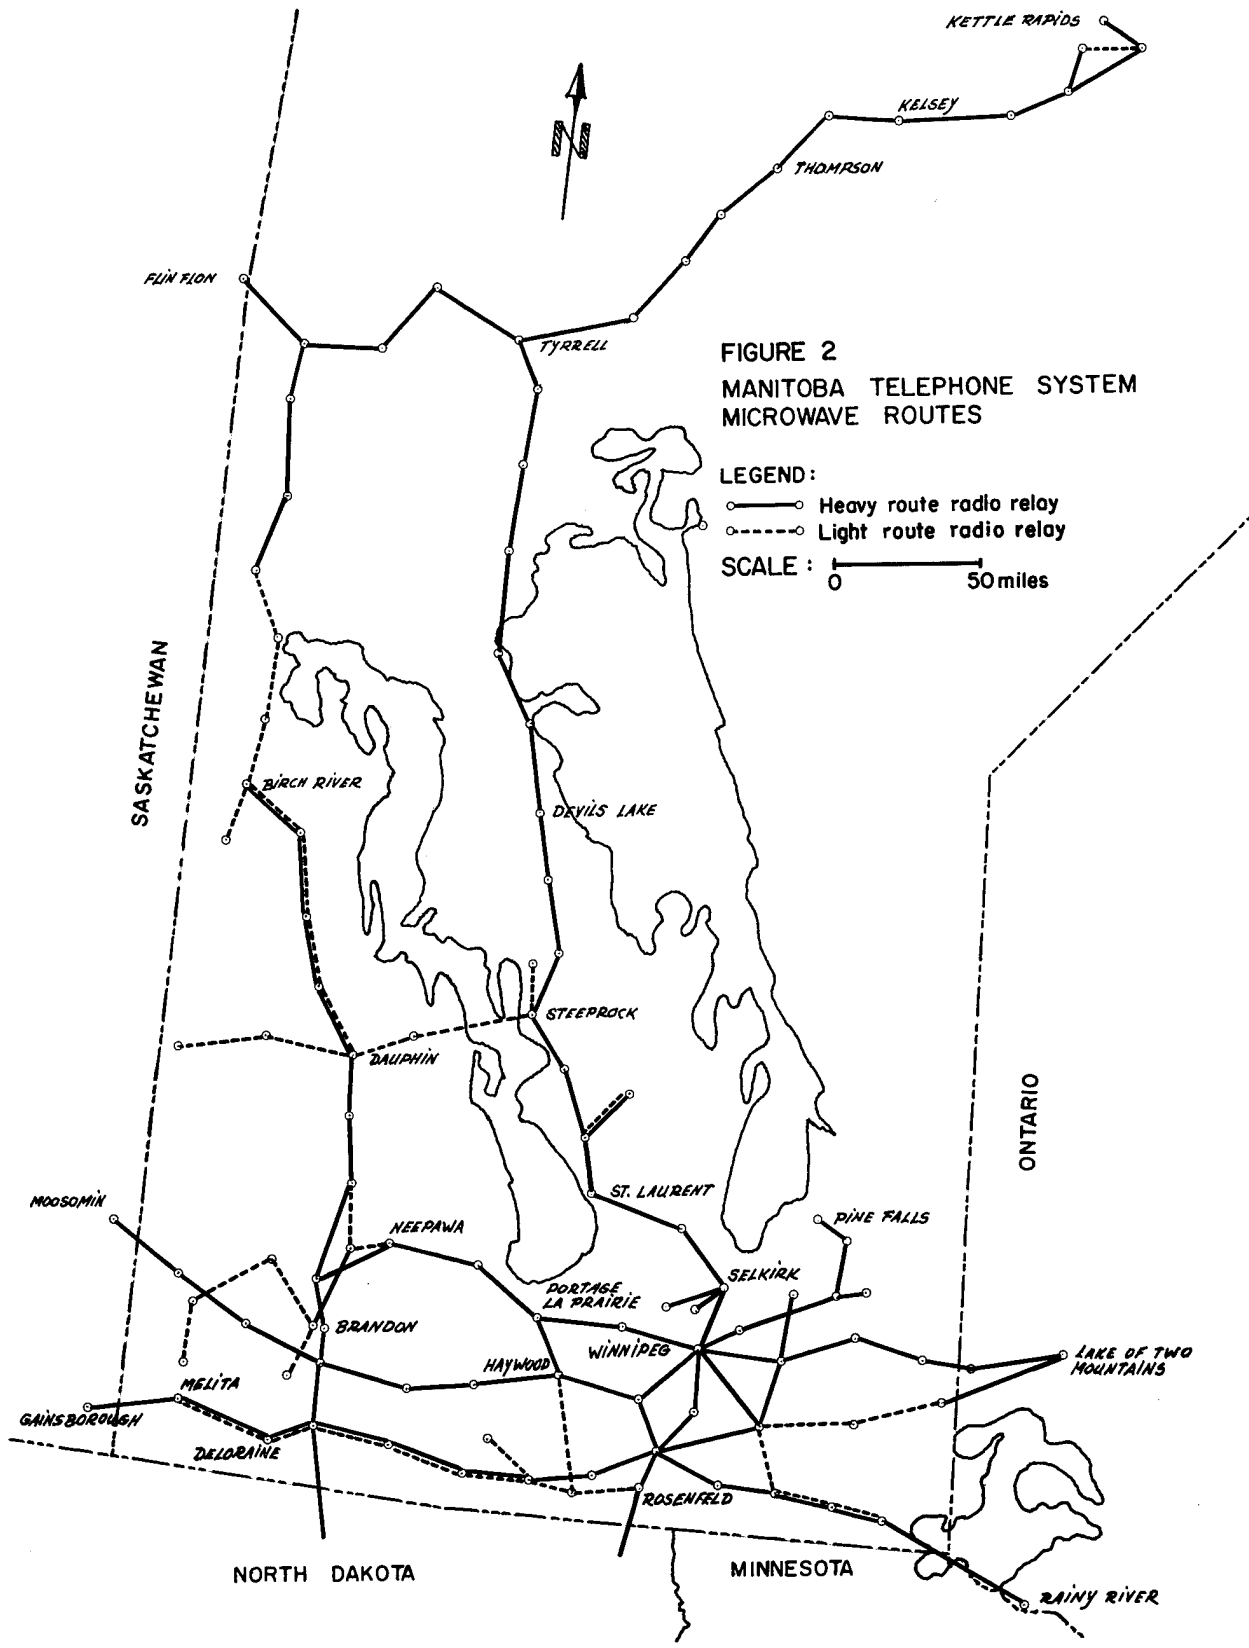 KETTLE RAPIDS
KELSEY
THOMPSON
N
FLIN FLON
TYRRELL
FIGURE 2
MANITOBA TELEPHONE SYSTEM
MICROWAVE ROUTES
LEGEND:
Heavy route radio relay
Light route radio relay
SCALE:
0 50 miles
SASKATCHEWAN
BIRCH RIVER
DEVILS LAKE
STEEPROCK
DAUPHIN
ONTARIO
MOOSOMIN
ST. LAURENT
NEEPAWA
PINE FALLS
SELKIRK
PORTAGE
LA PRAIRIE
BRANDON
WINNIPEG
HAYWOOD
LAKE OF TWO
MOUNTAINS
MELITA
GAINSBOROUGH
DELORAINE
ROSENFELD
NORTH DAKOTA
MINNESOTA
RAINY RIVER